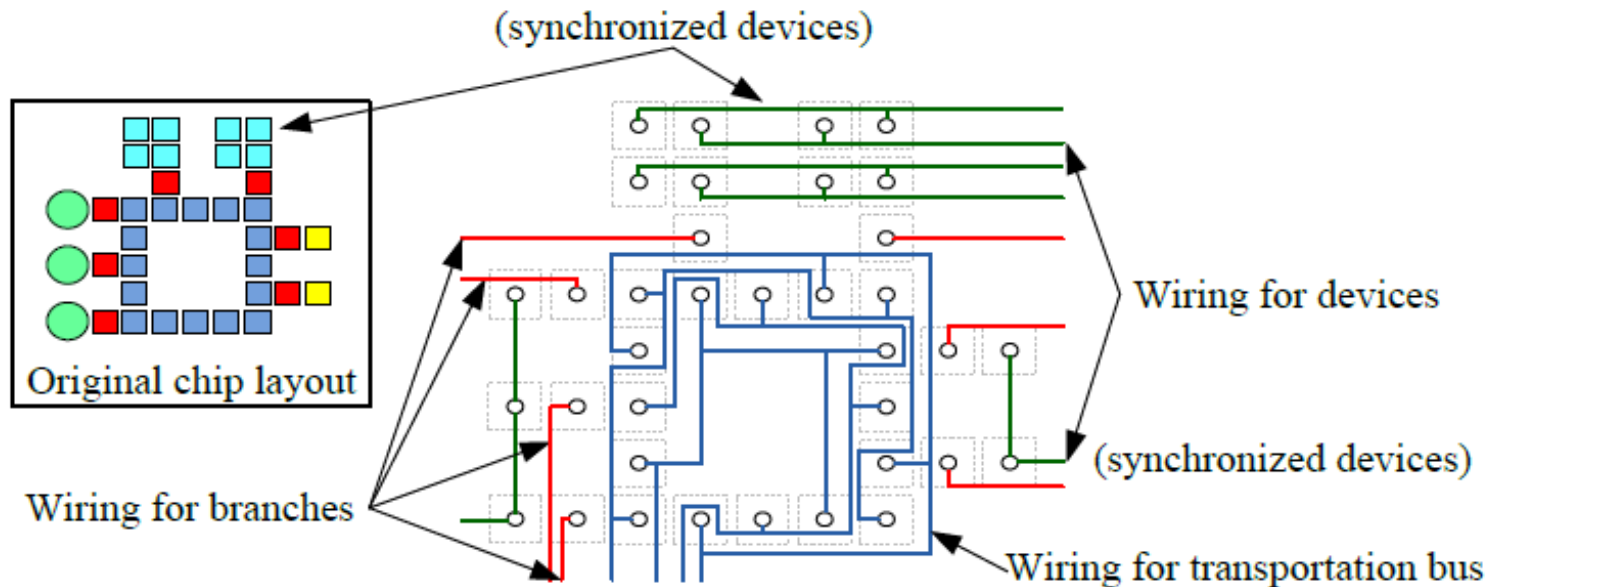 (synchronized devices)
Wiring for devices
Original chip layout
(synchronized devices)
Wiring for branches
Wiring for transportation bus